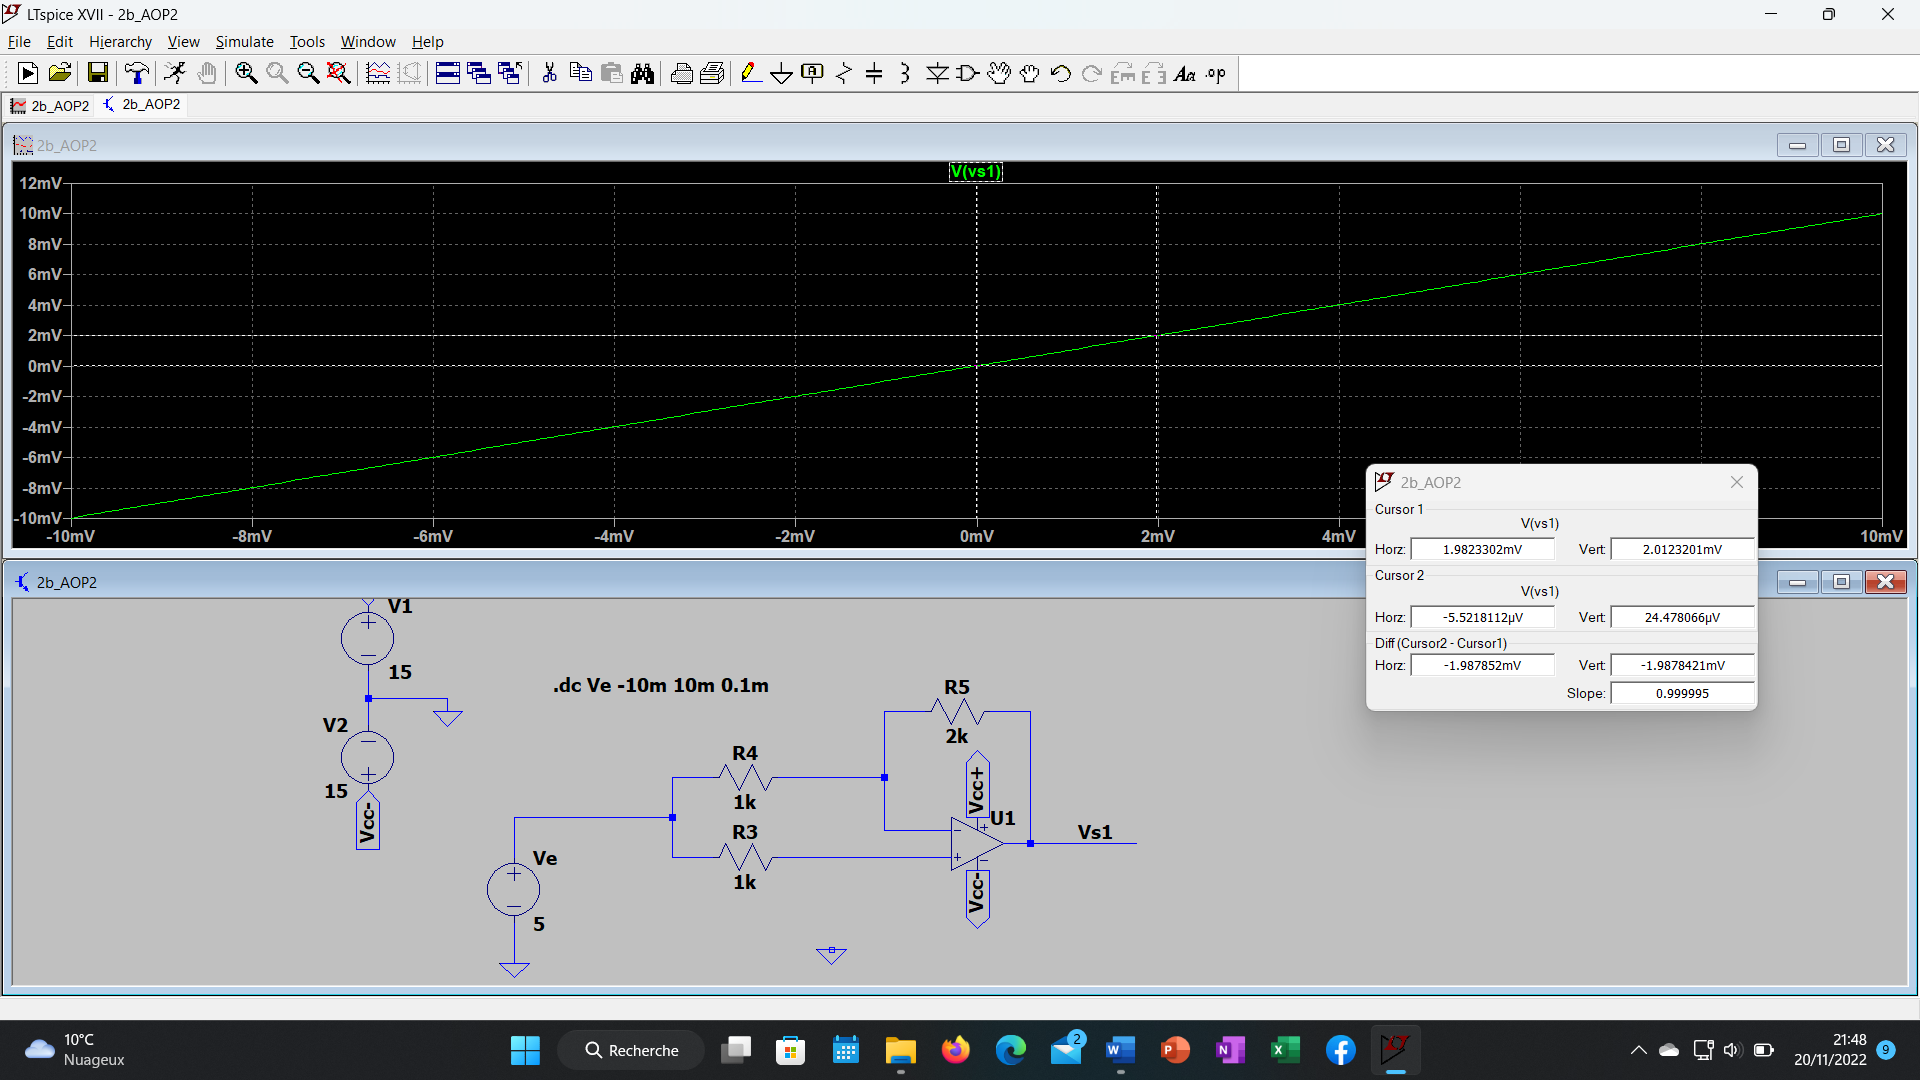 LTspice XVII - 2b_AOP2
File Edit Hierarchy View Simulate Tools Window Help
2b_AOP2 2b_AOP2
2b_AOP2
V(vs1)
12mV
10mV
8mV
6mV
4mV
2mV
0mV
-2mV
-4mV
-6mV
-8mV
-10mV
-10mV -8mV -6mV -4mV -2mV 0mV 2mV 4mV 10mV
2b_AOP2
Cursor 1
V(vs1)
Horz: 1.9823302mV Vert: 2.0123201mV
Cursor 2
V(vs1)
Horz: -5.5218112µV Vert: 24.478066µV
Diff (Cursor2 - Cursor1)
Horz: -1.987852mV Vert: -1.9878421mV
Slope: 0.999995
2b_AOP2
V1
15
V2
15
Vcc-
.dc Ve -10m 10m 0.1m
R5
2k
R4
1k
R3
1k
Vcc+
U1
Vs1
Vcc-
Ve
5
10°C
Nuageux
Recherche
2
21:48
20/11/2022
9